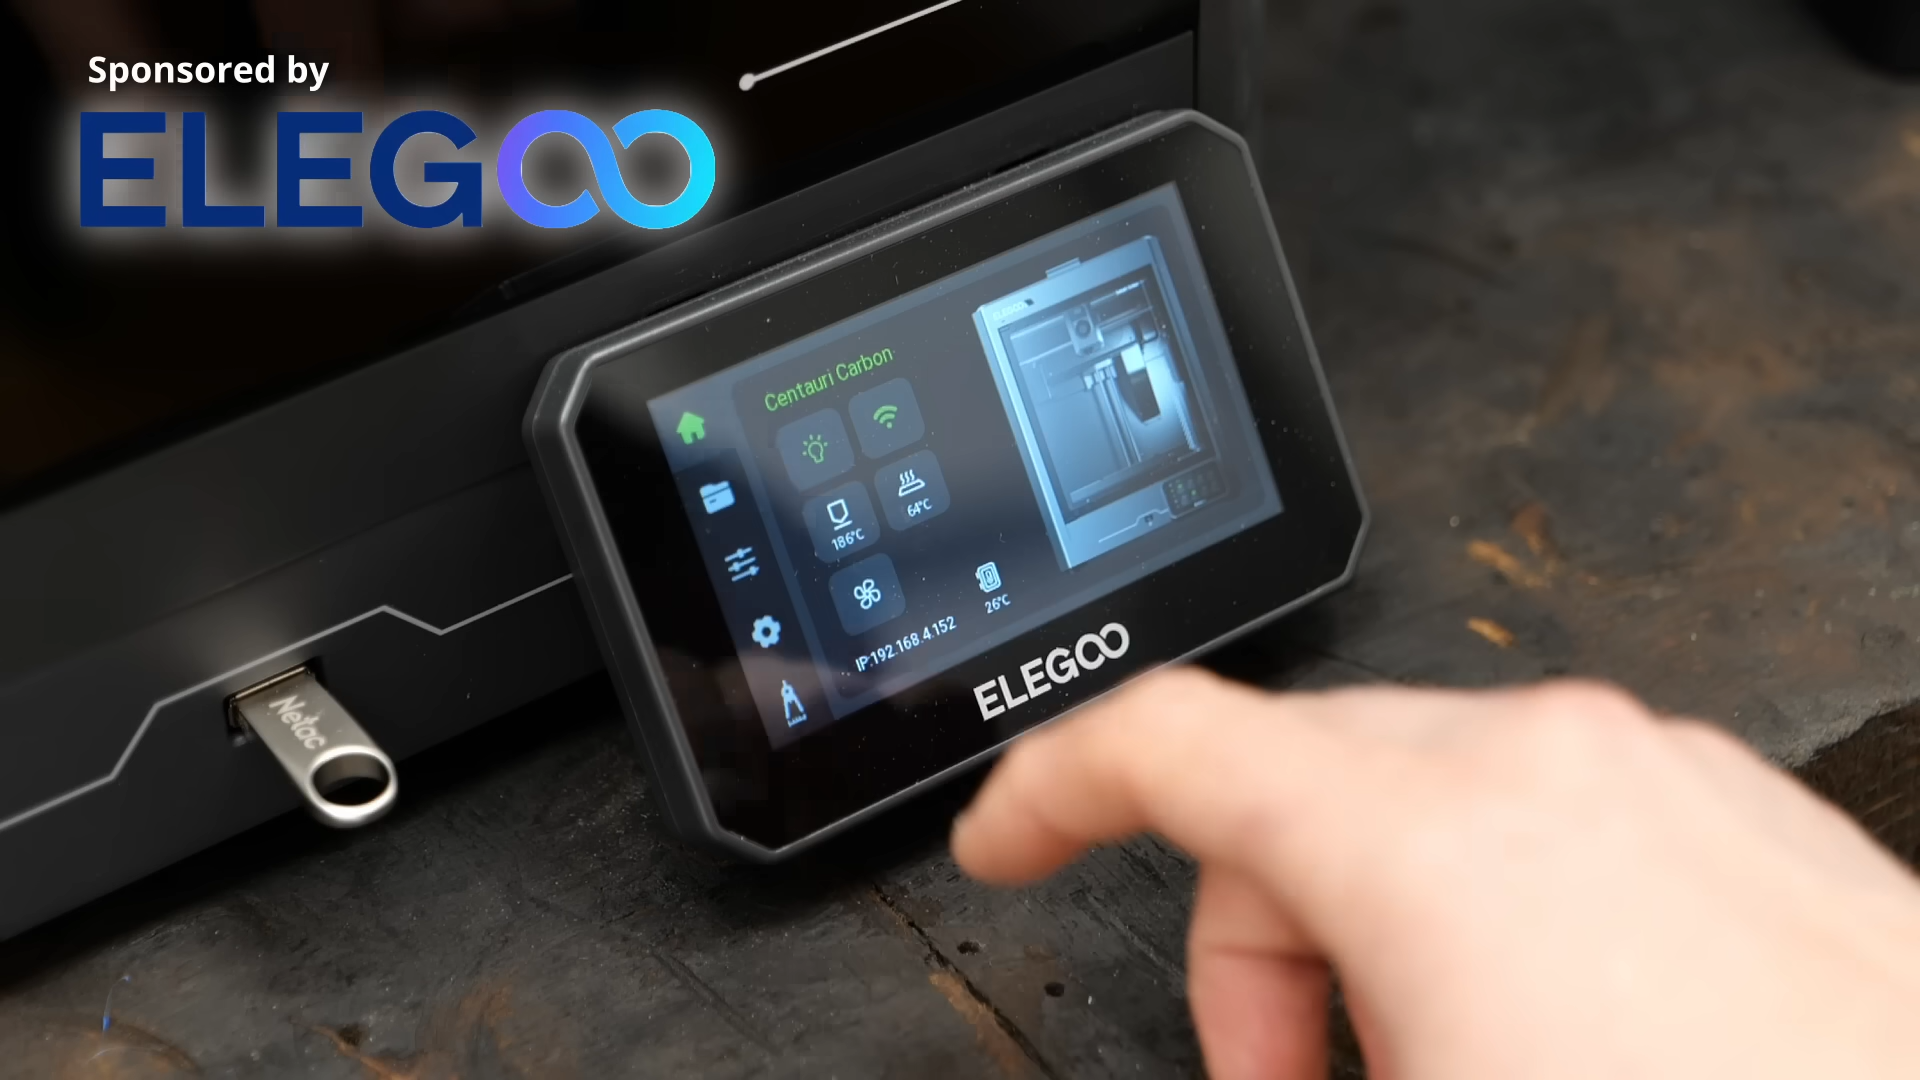 Sponsored by
ELEGOO
Centauri Carbon
186°C
64°C
IP:192.168.4.152
26°C
ELEGOO
Netac